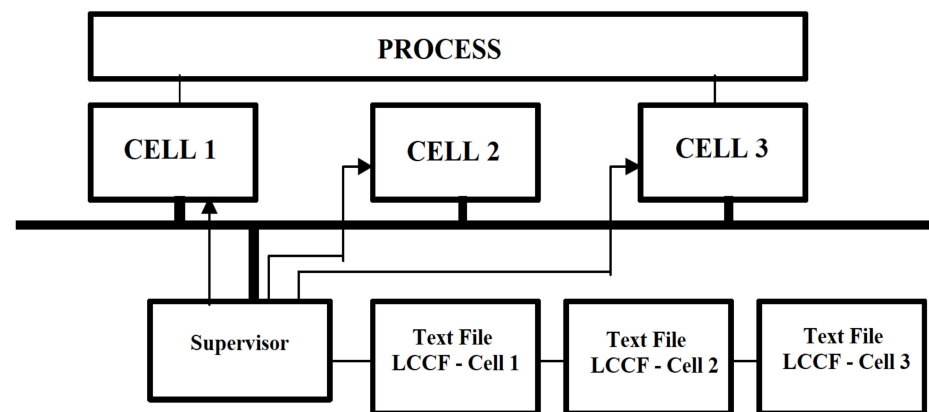 PROCESS
CELL 1
CELL 2
CELL 3
Supervisor
Text File
LCCF - Cell 1
Text File
LCCF - Cell 2
Text File
LCCF - Cell 3